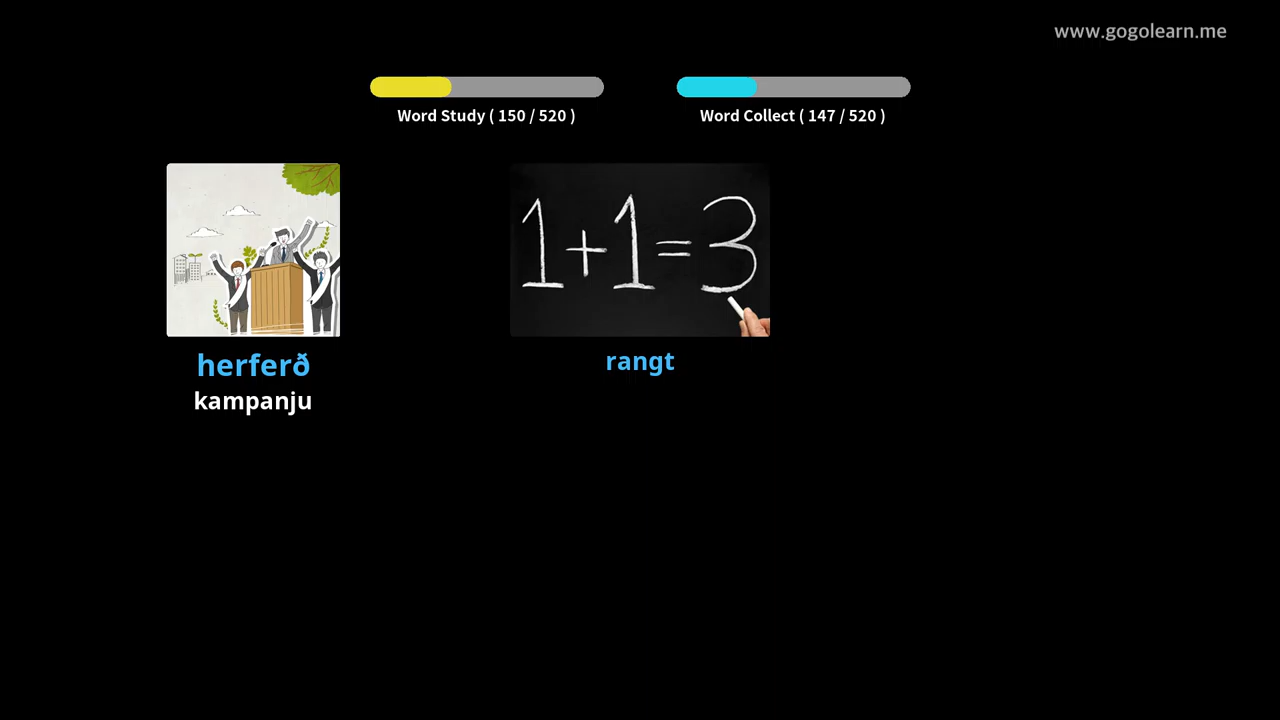 www.gogolearn.me
Word Study ( 150 / 520 )
Word Collect ( 147 / 520 )
1+1=3
herferð
kampanju
rangt